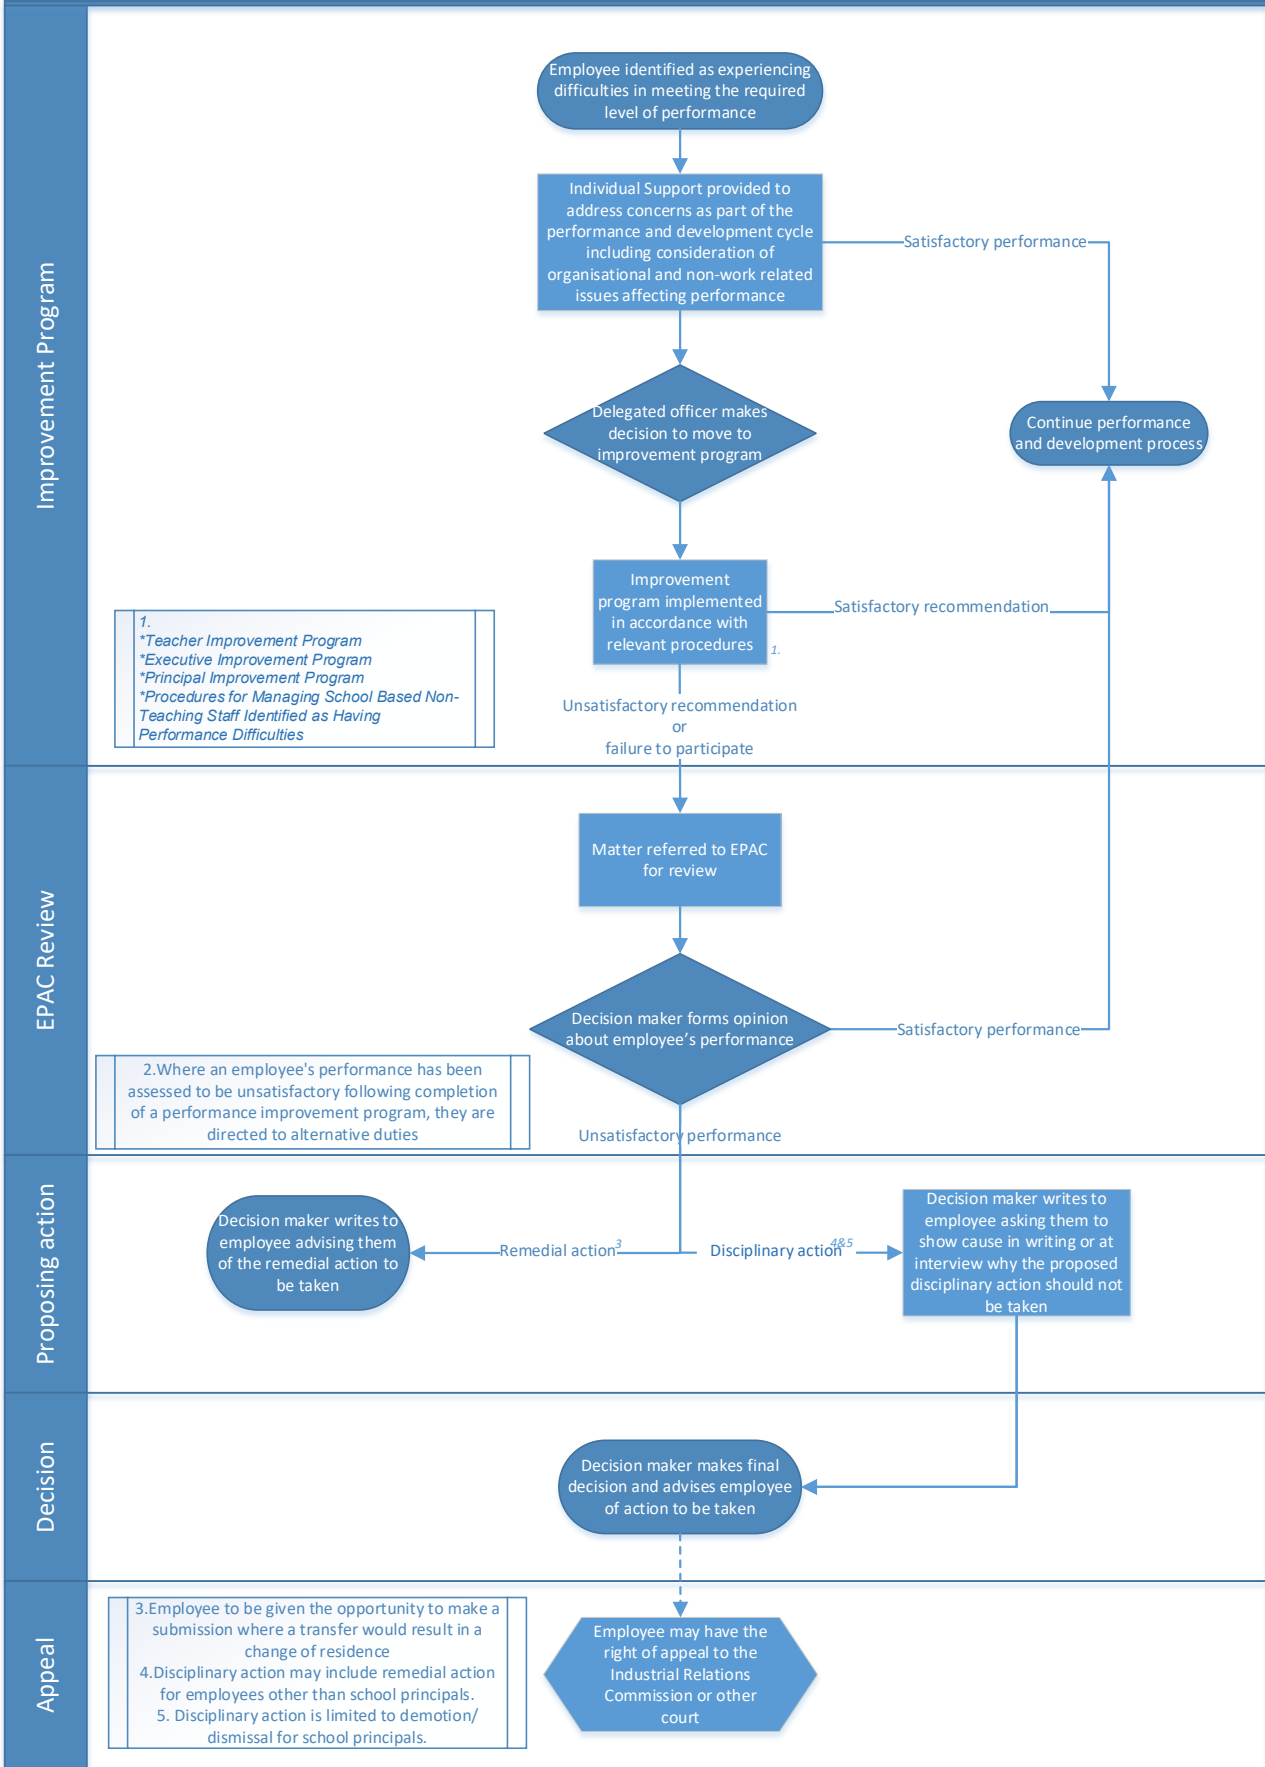 Improvement Program
Employee identified as experiencing
difficulties in meeting the required
level of performance
Individual Support provided to
address concerns as part of the
performance and development cycle
including consideration of
organisational and non-work related
issues affecting performance
Satisfactory performance
Delegated officer makes
decision to move to
improvement program
Continue performance
and development process
Improvement
program implemented
in accordance with
relevant procedures
1.
Satisfactory recommendation
1.
*Teacher Improvement Program
*Executive Improvement Program
*Principal Improvement Program
*Procedures for Managing School Based Non-
Teaching Staff Identified as Having
Performance Difficulties
Unsatisfactory recommendation
or
failure to participate
EPAC Review
Matter referred to EPAC
for review
Decision maker forms opinion
about employee’s performance
Satisfactory performance
2.Where an employee's performance has been
assessed to be unsatisfactory following completion
of a performance improvement program, they are
directed to alternative duties
Unsatisfactory performance
Proposing action
Decision maker writes to
employee advising them
of the remedial action to
be taken
Remedial action3
Disciplinary action4&5
Decision maker writes to
employee asking them to
show cause in writing or at
interview why the proposed
disciplinary action should not
be taken
Decision
Decision maker makes final
decision and advises employee
of action to be taken
Appeal
3.Employee to be given the opportunity to make a
submission where a transfer would result in a
change of residence
4.Disciplinary action may include remedial action
for employees other than school principals.
5. Disciplinary action is limited to demotion/
dismissal for school principals.
Employee may have the
right of appeal to the
Industrial Relations
Commission or other
court